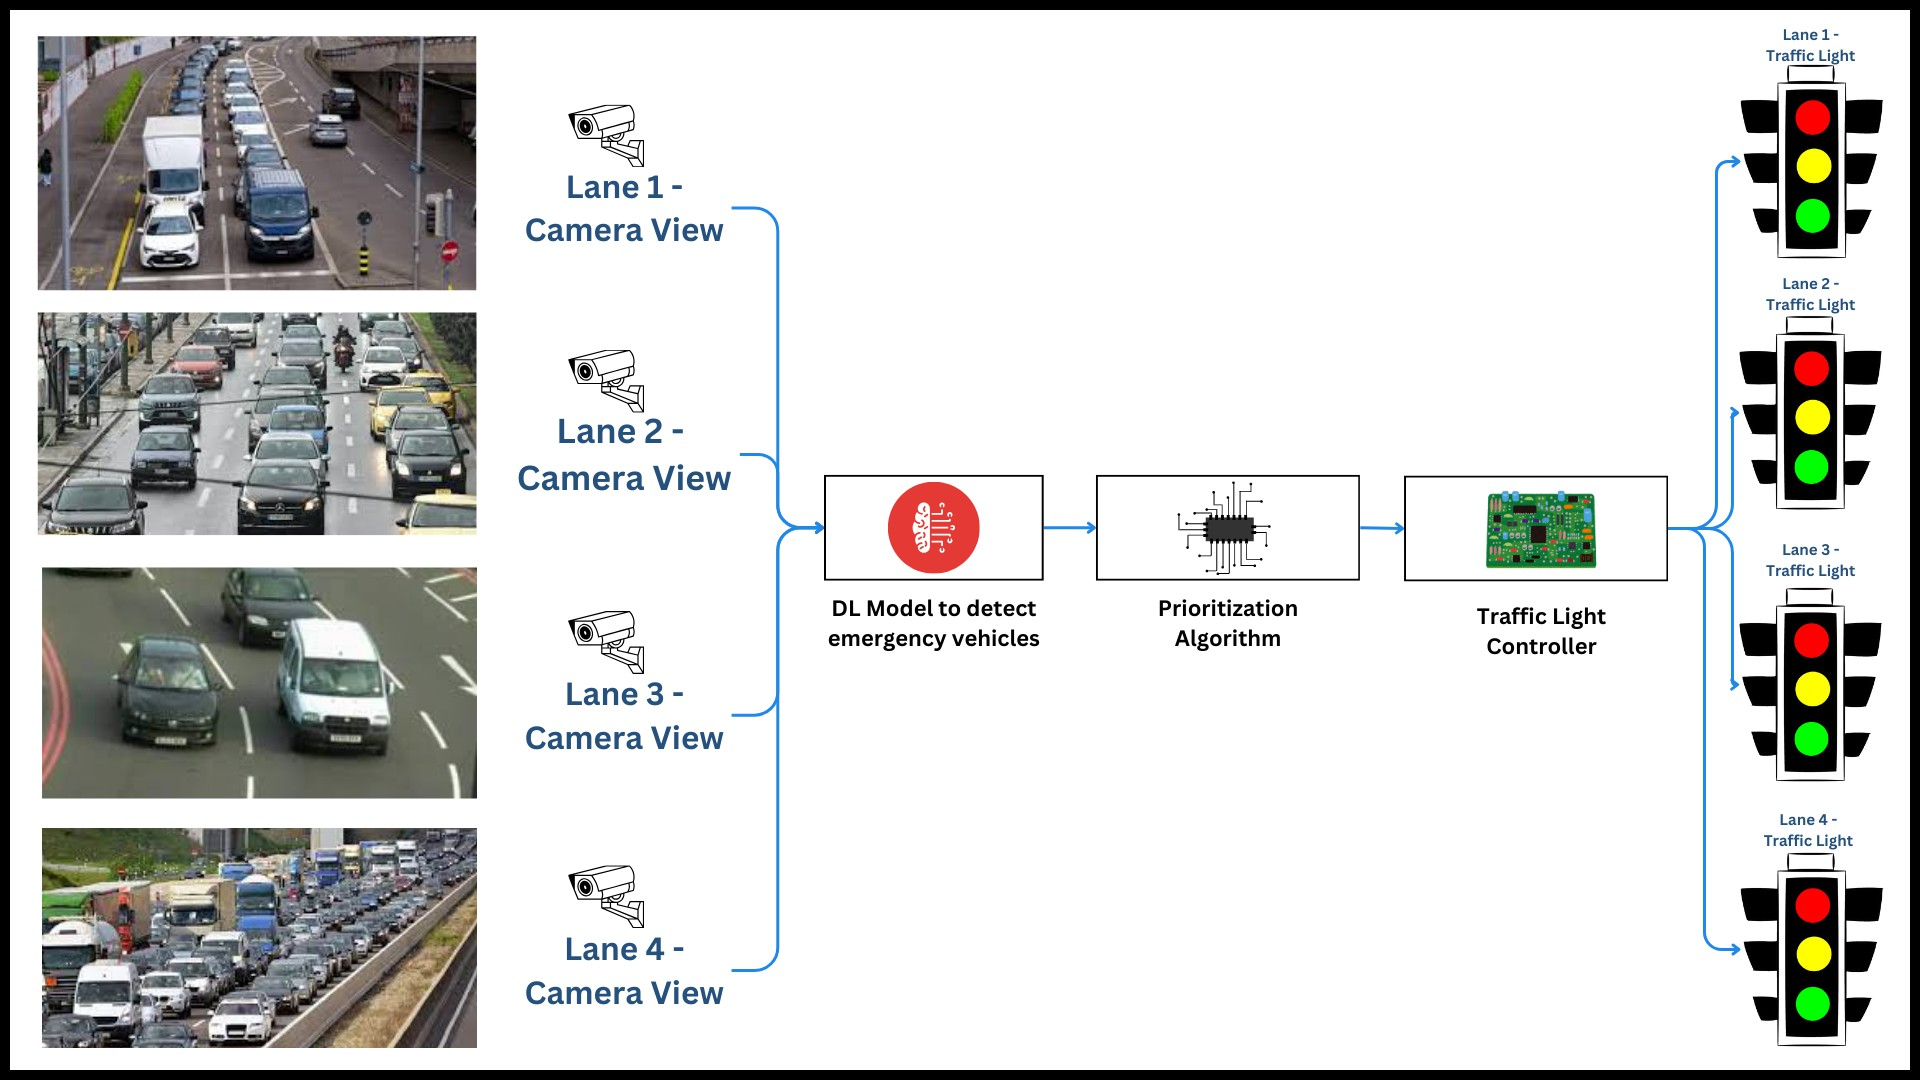 Lane 1 -
Camera View
Lane 2 -
Camera View
Lane 3 -
Camera View
Lane 4 -
Camera View
DL Model to detect
emergency vehicles
Prioritization
Algorithm
Traffic Light
Controller
Lane 1 -
Traffic Light
Lane 2 -
Traffic Light
Lane 3 -
Traffic Light
Lane 4 -
Traffic Light